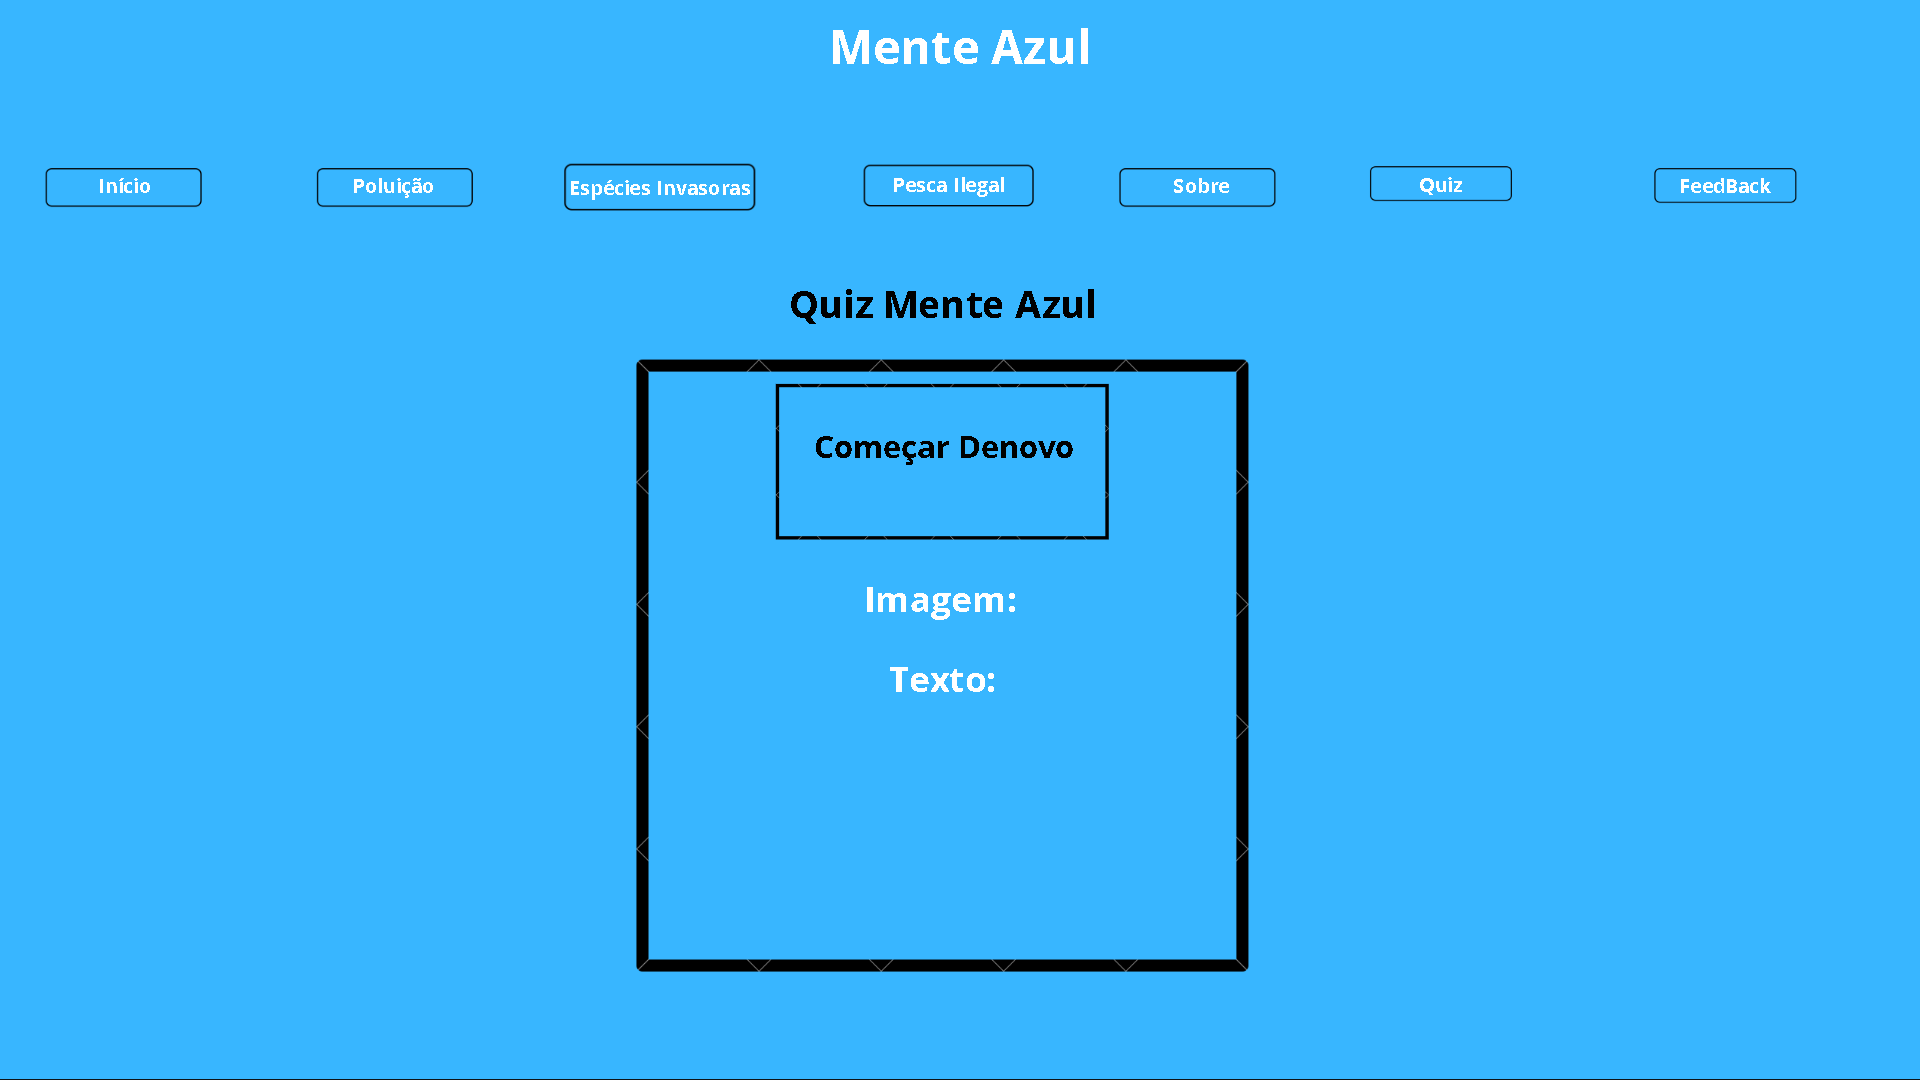 Mente Azul
Início
Poluição
Espécies Invasoras
Pesca Ilegal
Sobre
Quiz
FeedBack
Quiz Mente Azul
Começar Denovo
Imagem:
Texto: